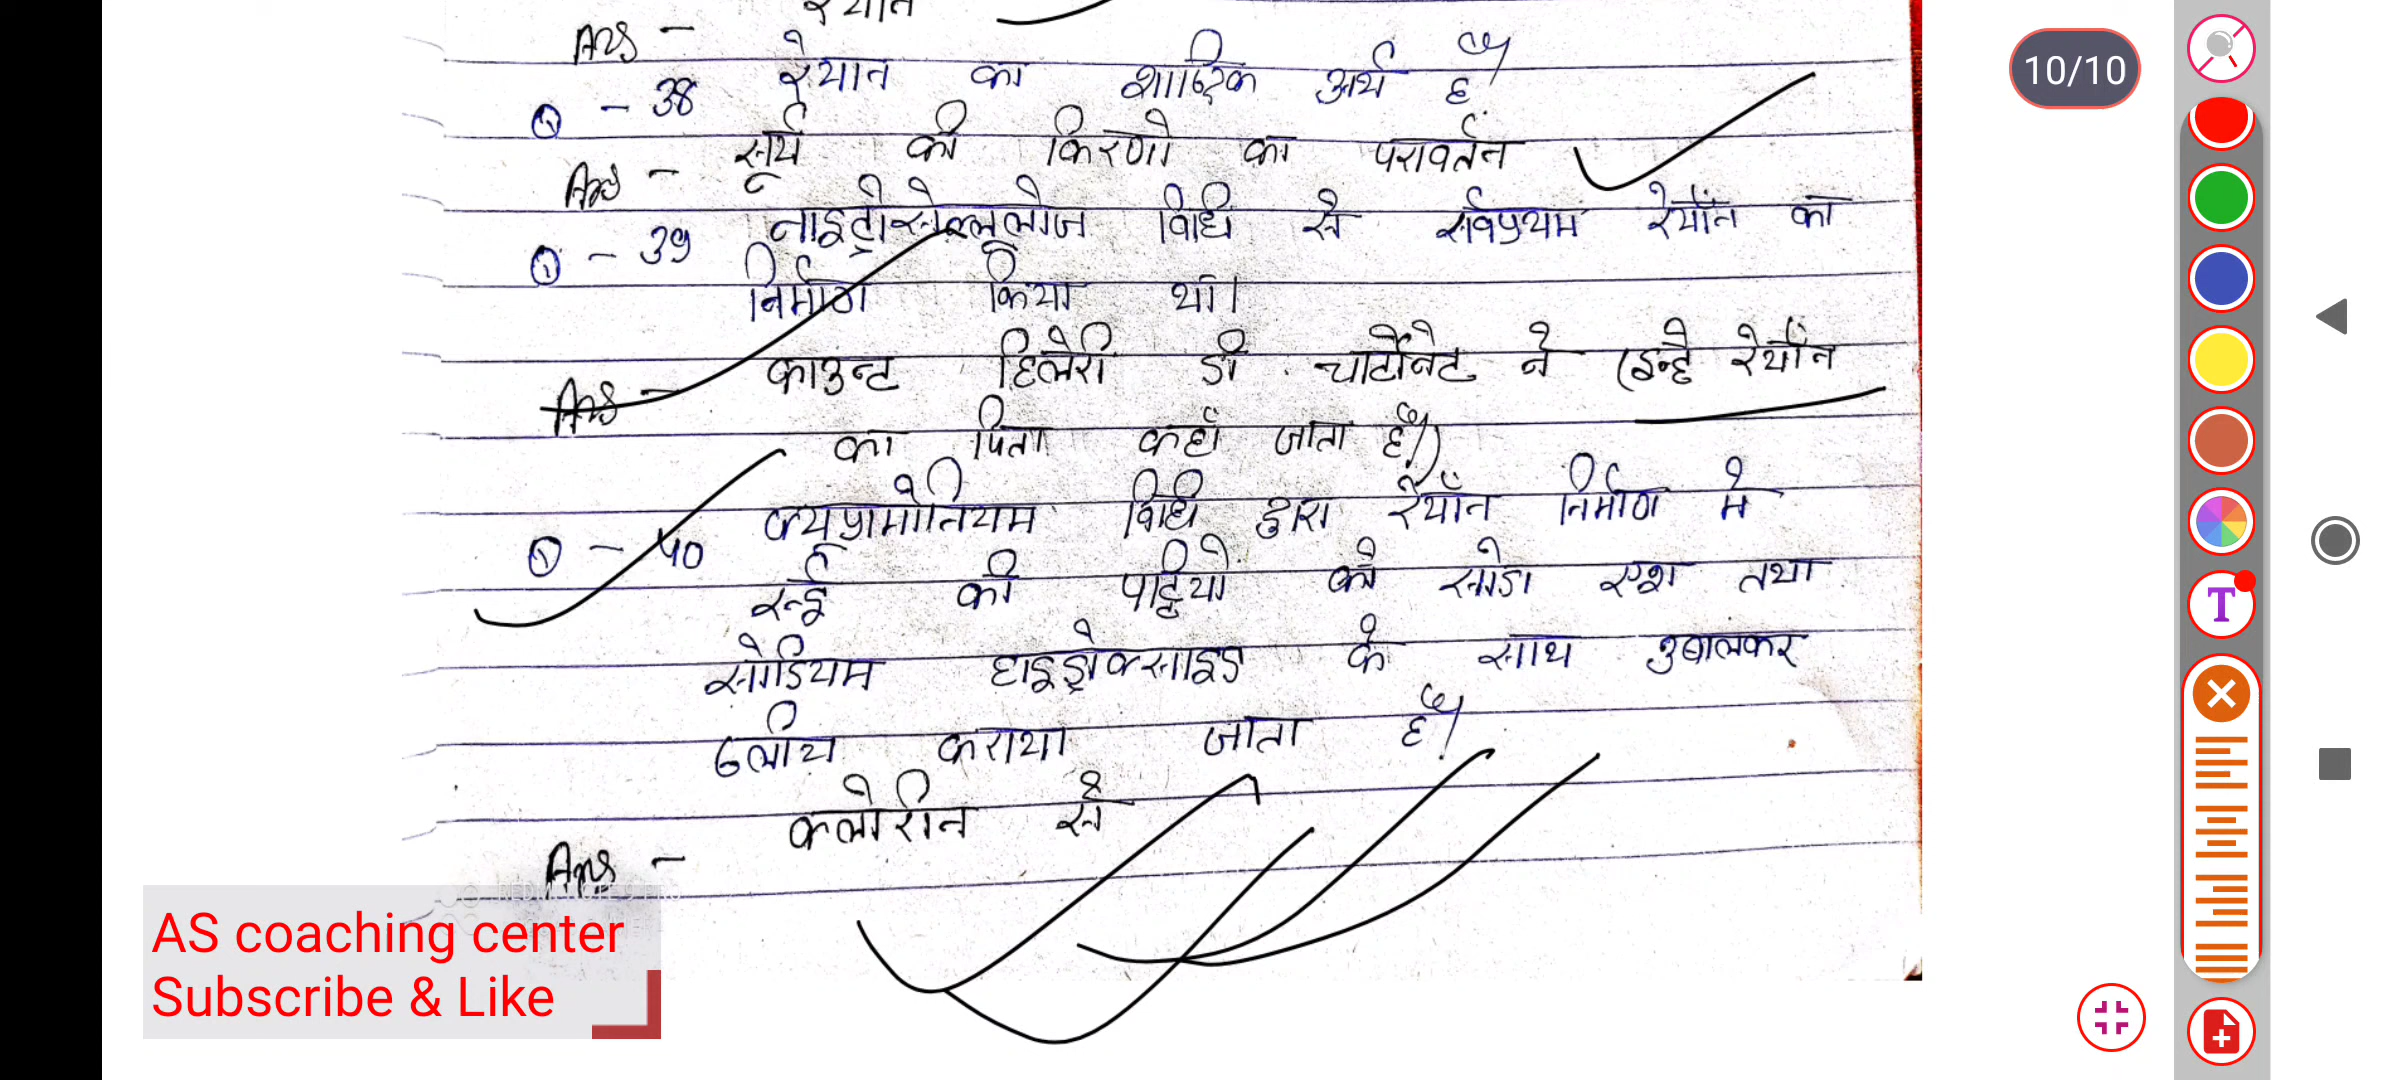 Ans - रेयान
Q - 38 रेयान का शाब्दिक अर्थ है।
Ans - सूर्य की किरणो का परावर्तन
Q - 39 नाइट्रोसेल्लूलोज विधि से सर्वप्रथम रेयॉन का
निर्माण किया था।
Ans - काउन्ट हिलेरी डी चार्टोनेट ने (इन्हे रेयॉन
का पिता कहाँ जाता है।)
Q - 40 क्यूप्रामोनियम विधि द्वारा रेयॉन निर्माण मे
रूई की पट्टियो को सोडा एश तथा
सोडियम हाइड्रोक्साइड के साथ उबालकर
ब्लीच कराया जाता है।
Ans - क्लोरीन से
10/10
T
AS coaching center
Subscribe & Like